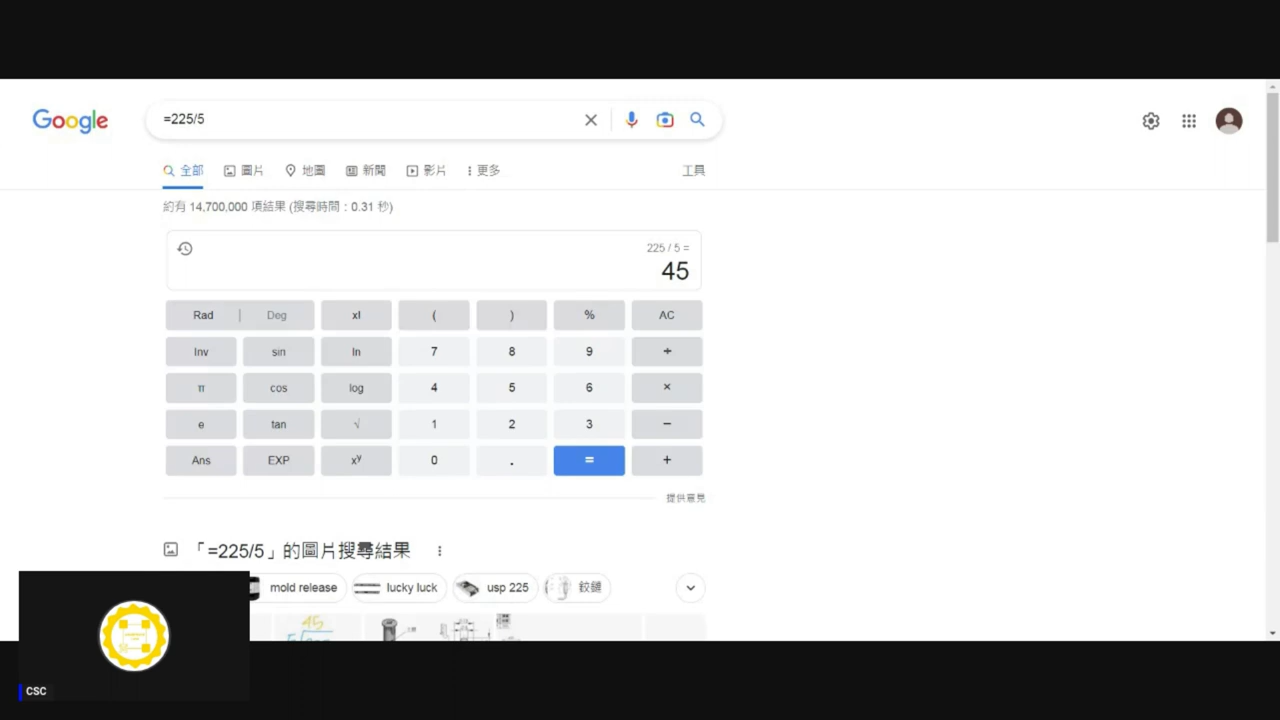 Google
=225/5
全部
圖片
地圖
新聞
影片
更多
工具
約有 14,700,000 項結果 (搜尋時間：0.31 秒)
225 / 5 =
45
Rad | Deg x! ( ) % AC
Inv sin ln 7 8 9 ÷
π cos log 4 5 6 ×
e tan √ 1 2 3 −
Ans EXP xʸ 0 . = +
提供意見
「=225/5」的圖片搜尋結果
mold release
lucky luck
usp 225
鉸鏈
45
CSC